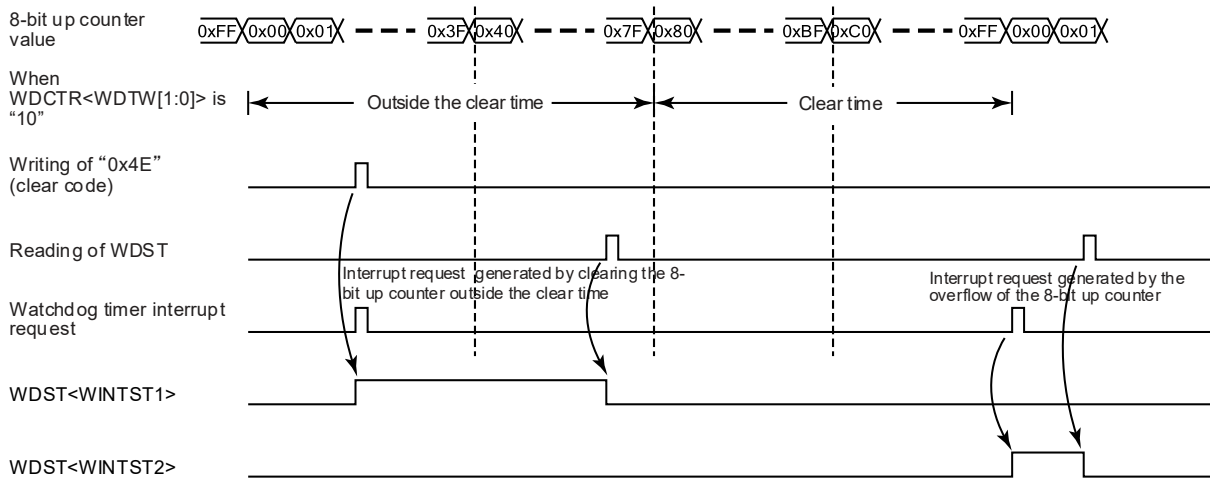 8-bit up counter
value
0xFF 0x00 0x01 0x3F 0x40 0x7F 0x80 0xBF 0xC0 0xFF 0x00 0x01
When
WDCTR<WDTW[1:0]> is
“10”
Outside the clear time
Clear time
Writing of “0x4E”
(clear code)
Reading of WDST
Interrupt request generated by clearing the 8-
bit up counter outside the clear time
Interrupt request generated by the
overflow of the 8-bit up counter
Watchdog timer interrupt
request
WDST<WINTST1>
WDST<WINTST2>